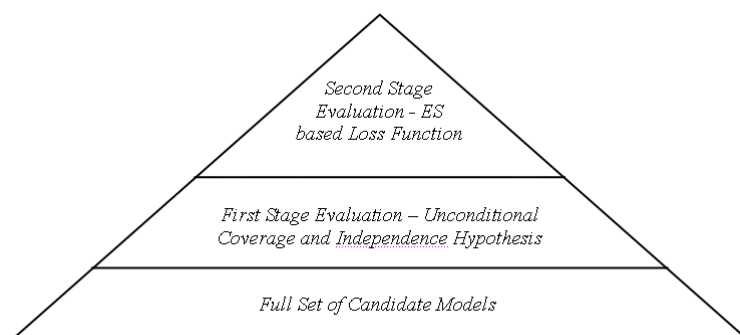 Second Stage
Evaluation - ES
based Loss Function
First Stage Evaluation – Unconditional
Coverage and Independence Hypothesis
Full Set of Candidate Models